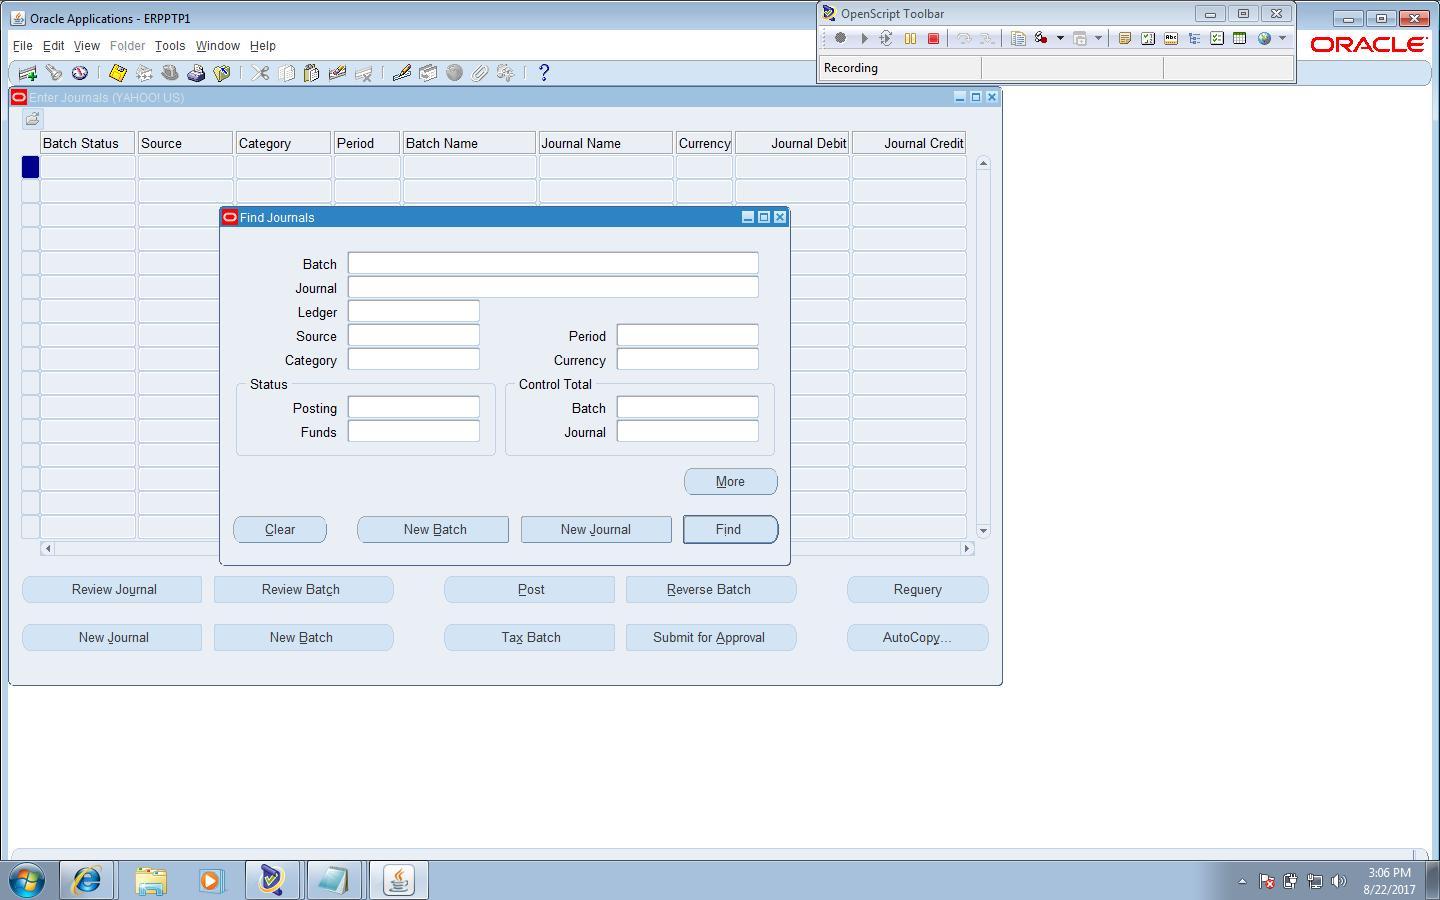 Oracle Applications - ERPPTP1
OpenScript Toolbar
File Edit View Folder Tools Window Help
ORACLE
Recording
Enter Journals (YAHOO! US)
Batch Status Source Category Period Batch Name Journal Name Currency Journal Debit Journal Credit
Find Journals
Batch
Journal
Ledger
Source Period
Category Currency
Status Control Total
Posting Batch
Funds Journal
More
Clear New Batch New Journal Find
Review Journal Review Batch Post Reverse Batch Requery
New Journal New Batch Tax Batch Submit for Approval AutoCopy...
3:06 PM
8/22/2017